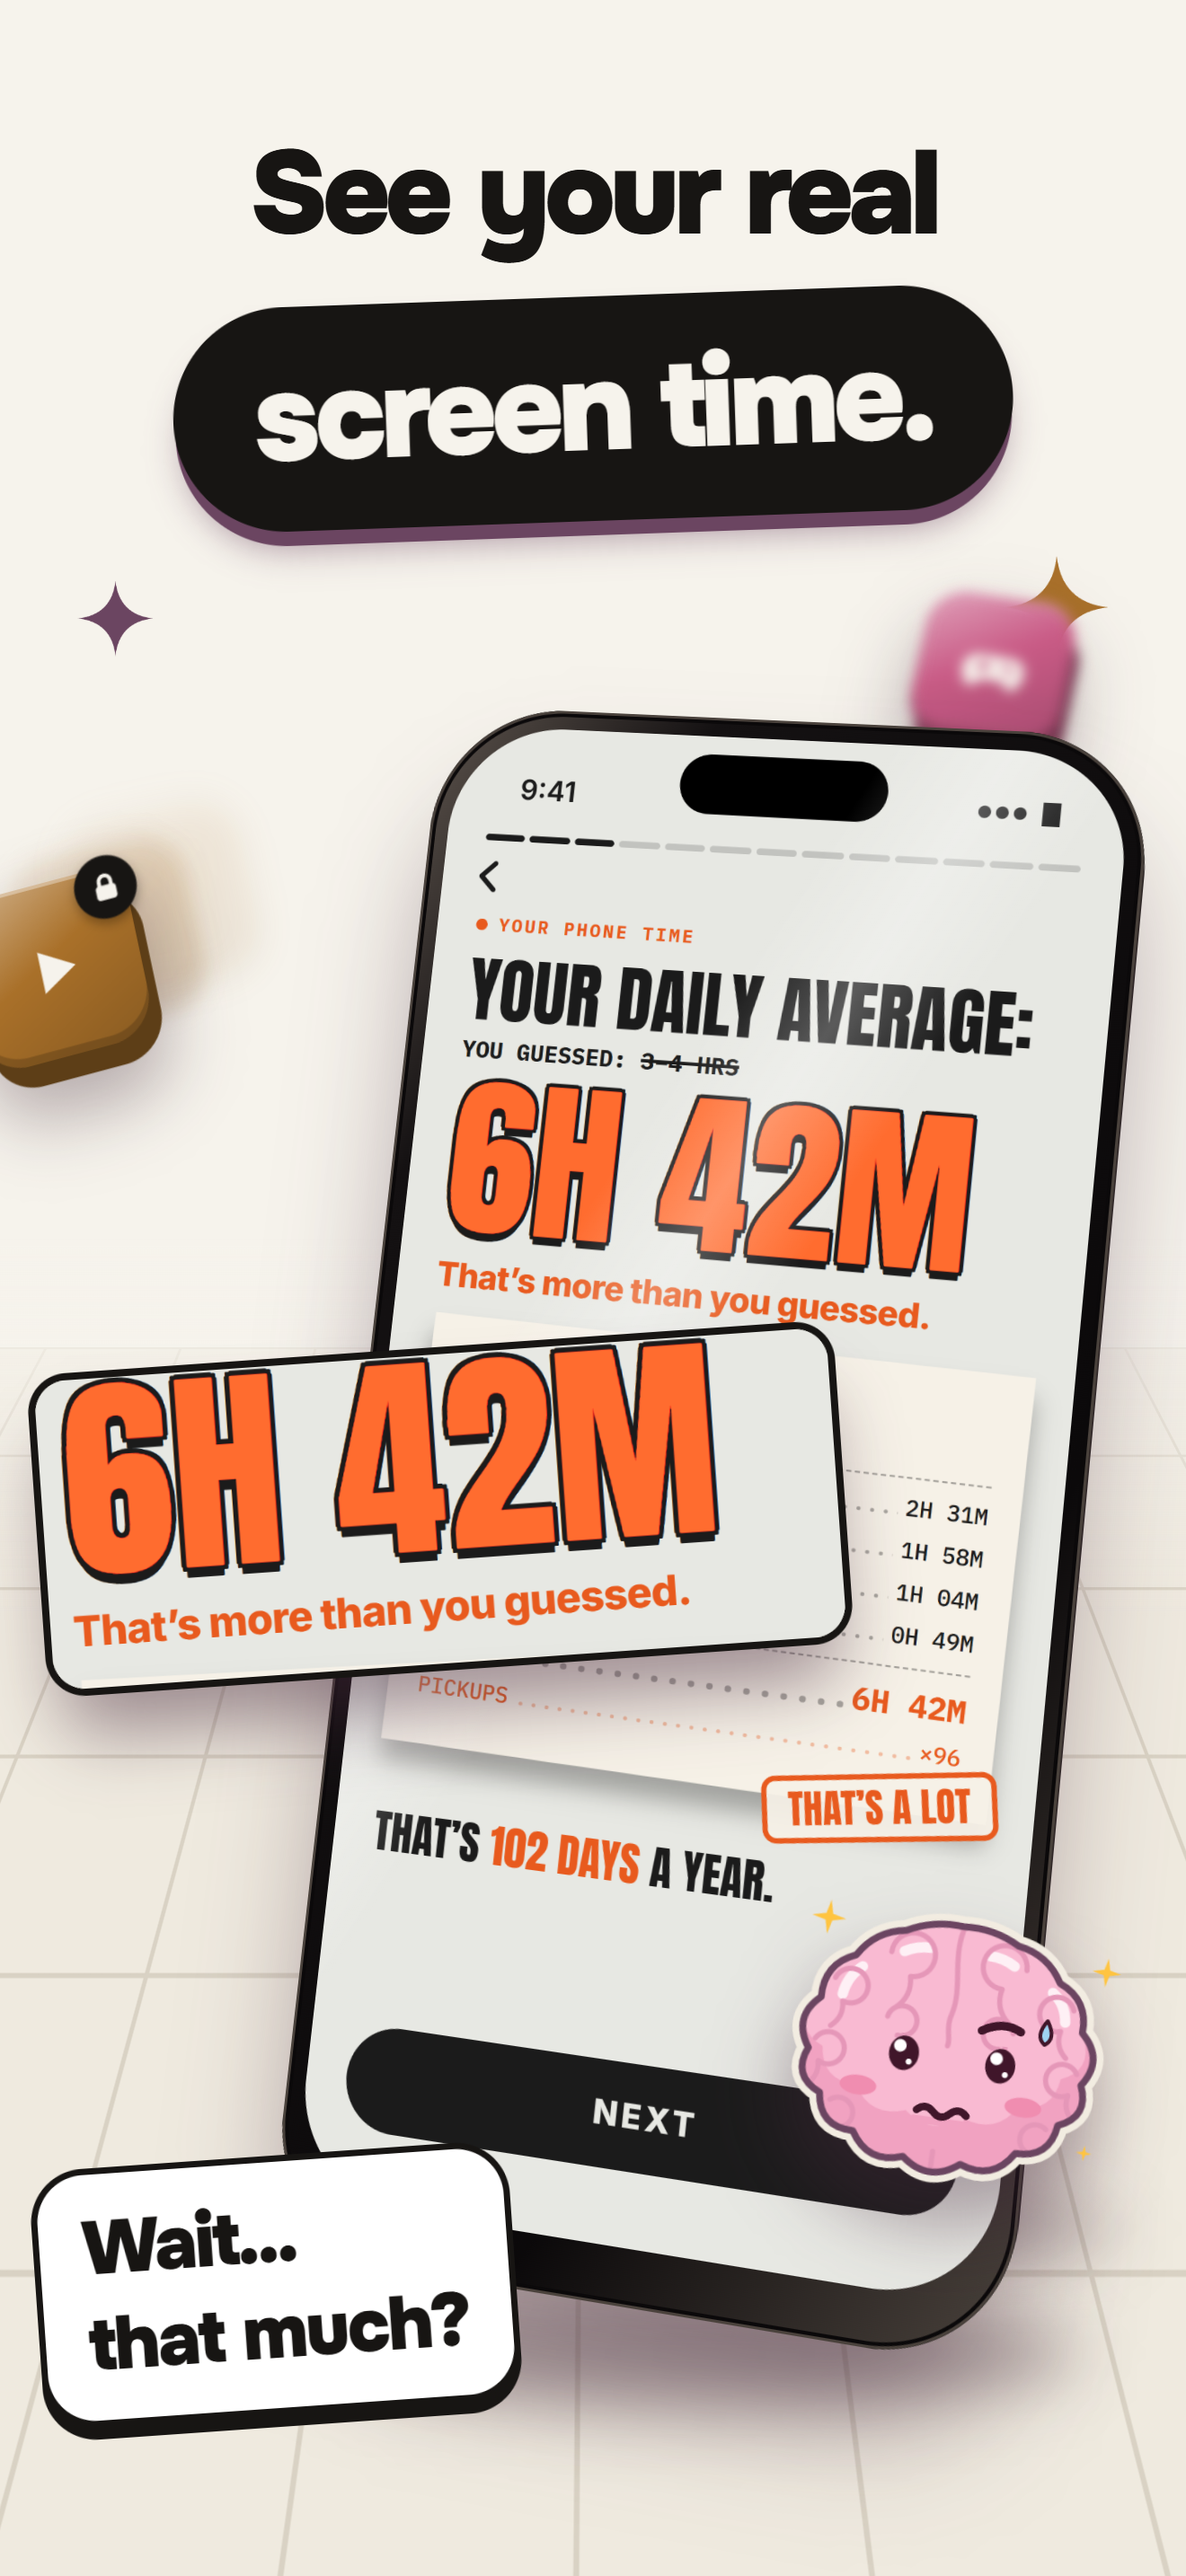 See your real
screen time.
9:41
YOUR PHONE TIME
YOUR DAILY AVERAGE:
YOU GUESSED: 3–4 HRS
6H 42M
That’s more than you guessed.
6H 42M
That’s more than you guessed.
2H 31M
1H 58M
1H 04M
0H 49M
6H 42M
PICKUPS ×96
THAT’S A LOT
THAT’S 102 DAYS A YEAR.
NEXT
Wait...
that much?